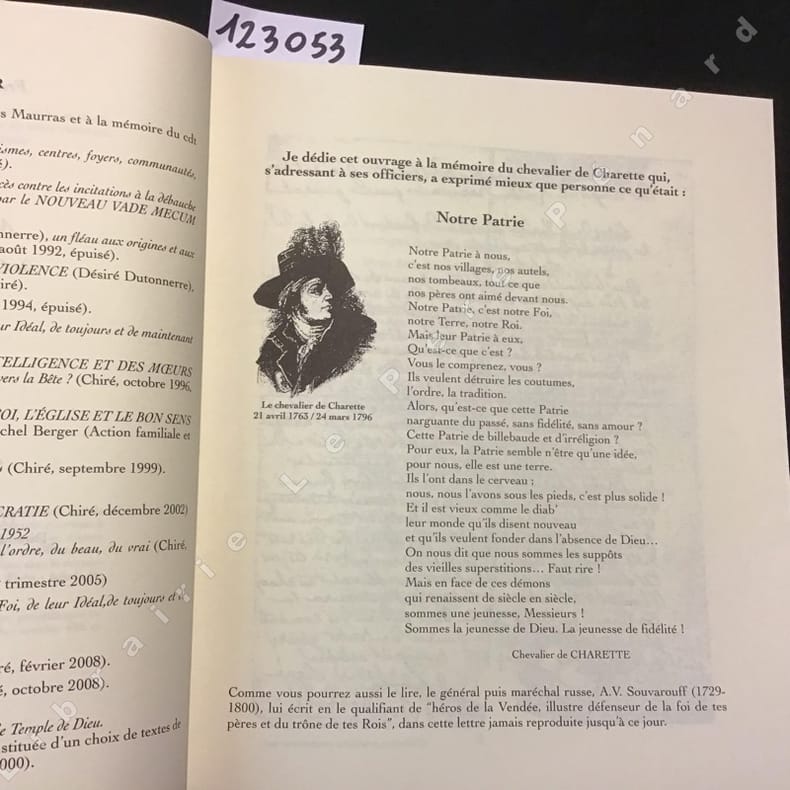 123053
s Maurras et à la mémoire du cdt
ismes, centres, foyers, communautés,
cès contre les incitations à la débauche
par le NOUVEAU VADE MECUM
nnerre), un fléau aux origines et aux
août 1992, épuisé).
VIOLENCE (Désiré Dutonnerre),
iré).
1994, épuisé).
ur Idéal, de toujours et de maintenant
TELLIGENCE ET DES MŒURS
vers la Bête ? (Chiré, octobre 1996,
OI, L'ÉGLISE ET LE BON SENS
chel Berger (Action familiale et
(Chiré, septembre 1999).
CRATIE (Chiré, décembre 2002)
1952
l'ordre, du beau, du vrai (Chiré,
trimestre 2005)
Foi, de leur Idéal,de toujours et
ré, février 2008).
é, octobre 2008).
e Temple de Dieu.
stituée d'un choix de textes de
000).
Je dédie cet ouvrage à la mémoire du chevalier de Charette qui,
s'adressant à ses officiers, a exprimé mieux que personne ce qu'était :
Notre Patrie
Notre Patrie à nous,
c'est nos villages, nos autels,
nos tombeaux, tout ce que
nos pères ont aimé devant nous.
Notre Patrie, c'est notre Foi,
notre Terre, notre Roi.
Mais leur Patrie à eux,
Qu'est-ce que c'est ?
Vous le comprenez, vous ?
Ils veulent détruire les coutumes,
l'ordre, la tradition.
Alors, qu'est-ce que cette Patrie
narguante du passé, sans fidélité, sans amour ?
Cette Patrie de billebaude et d'irréligion ?
Pour eux, la Patrie semble n'être qu'une idée,
pour nous, elle est une terre.
Ils l'ont dans le cerveau ;
nous, nous l'avons sous les pieds, c'est plus solide !
Et il est vieux comme le diab'
leur monde qu'ils disent nouveau
et qu'ils veulent fonder dans l'absence de Dieu…
On nous dit que nous sommes les suppôts
des vieilles superstitions… Faut rire !
Mais en face de ces démons
qui renaissent de siècle en siècle,
sommes une jeunesse, Messieurs !
Sommes la jeunesse de Dieu. La jeunesse de fidélité !
Chevalier de CHARETTE
Le chevalier de Charette
21 avril 1763 / 24 mars 1796
Comme vous pourrez aussi le lire, le général puis maréchal russe, A.V. Souvarouff (1729-
1800), lui écrit en le qualifiant de "héros de la Vendée, illustre défenseur de la foi de tes
pères et du trône de tes Rois", dans cette lettre jamais reproduite jusqu'à ce jour.
Librairie Le Père Pénard